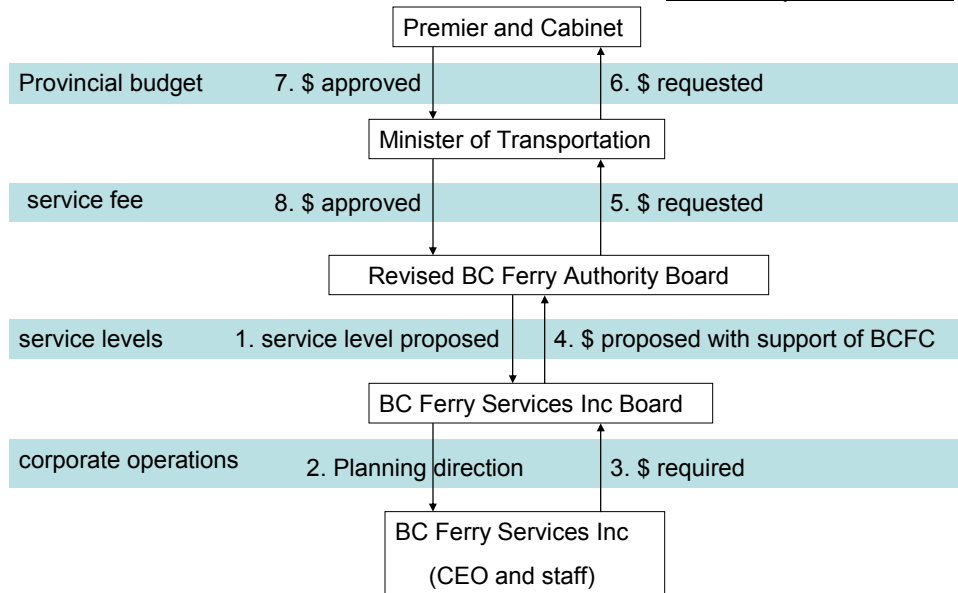 Premier and Cabinet
Provincial budget 7. $ approved 6. $ requested
Minister of Transportation
service fee 8. $ approved 5. $ requested
Revised BC Ferry Authority Board
service levels 1. service level proposed 4. $ proposed with support of BCFC
BC Ferry Services Inc Board
corporate operations 2. Planning direction 3. $ required
BC Ferry Services Inc
(CEO and staff)